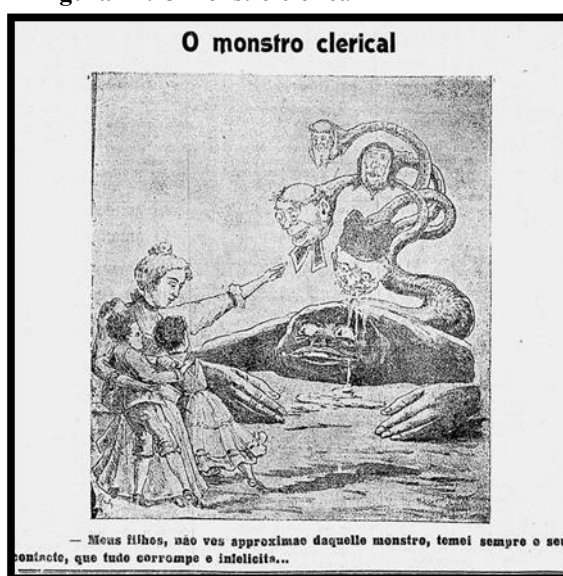 O monstro clerical
— Meus filhos, não vos approximae daquelle monstro, temei sempre o seu
contacto, que tudo corrompe e infelicita...